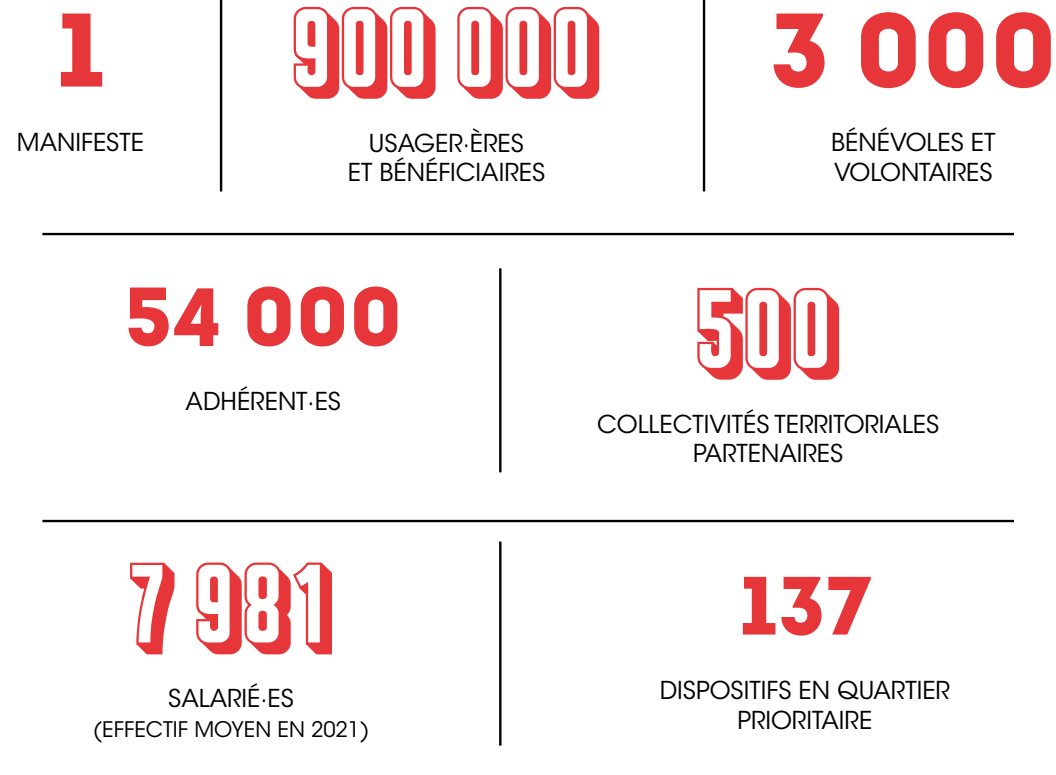 1
MANIFESTE
900 000
USAGER·ÈRES
ET BÉNÉFICIAIRES
3 000
BÉNÉVOLES ET
VOLONTAIRES
54 000
ADHÉRENT·ES
500
COLLECTIVITÉS TERRITORIALES
PARTENAIRES
7 981
SALARIÉ·ES
(EFFECTIF MOYEN EN 2021)
137
DISPOSITIFS EN QUARTIER
PRIORITAIRE